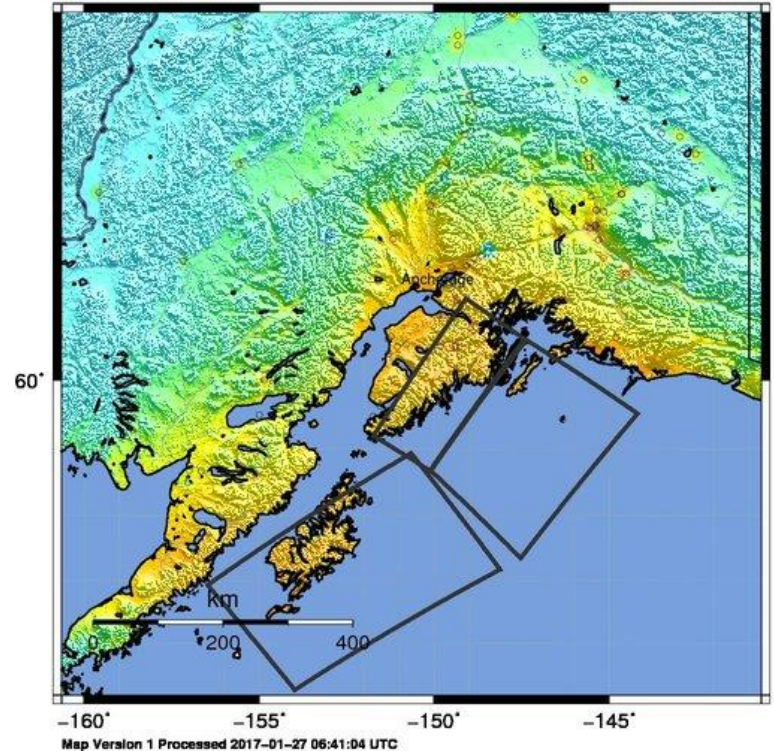 Anchorage
60°
km
0 200 400
-160° -155° -150° -145°
Map Version 1 Processed 2017-01-27 06:41:04 UTC